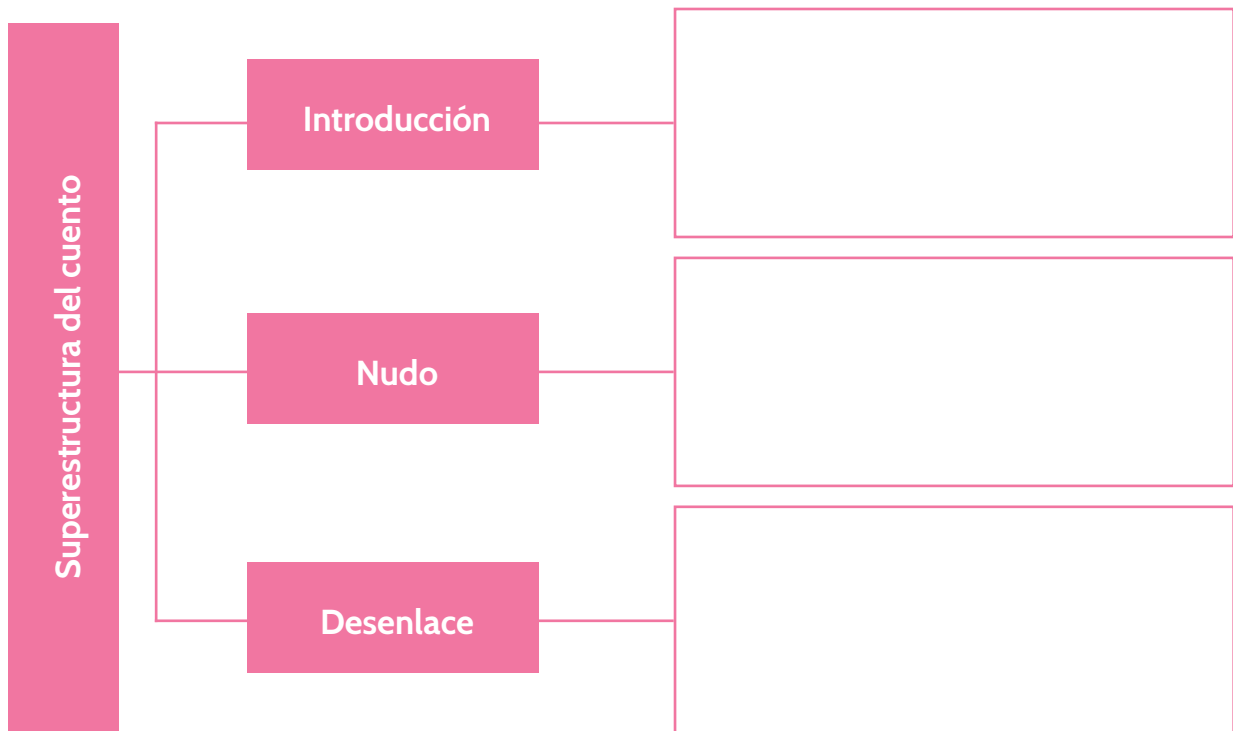 Superestructura del cuento
Introducción
Nudo
Desenlace